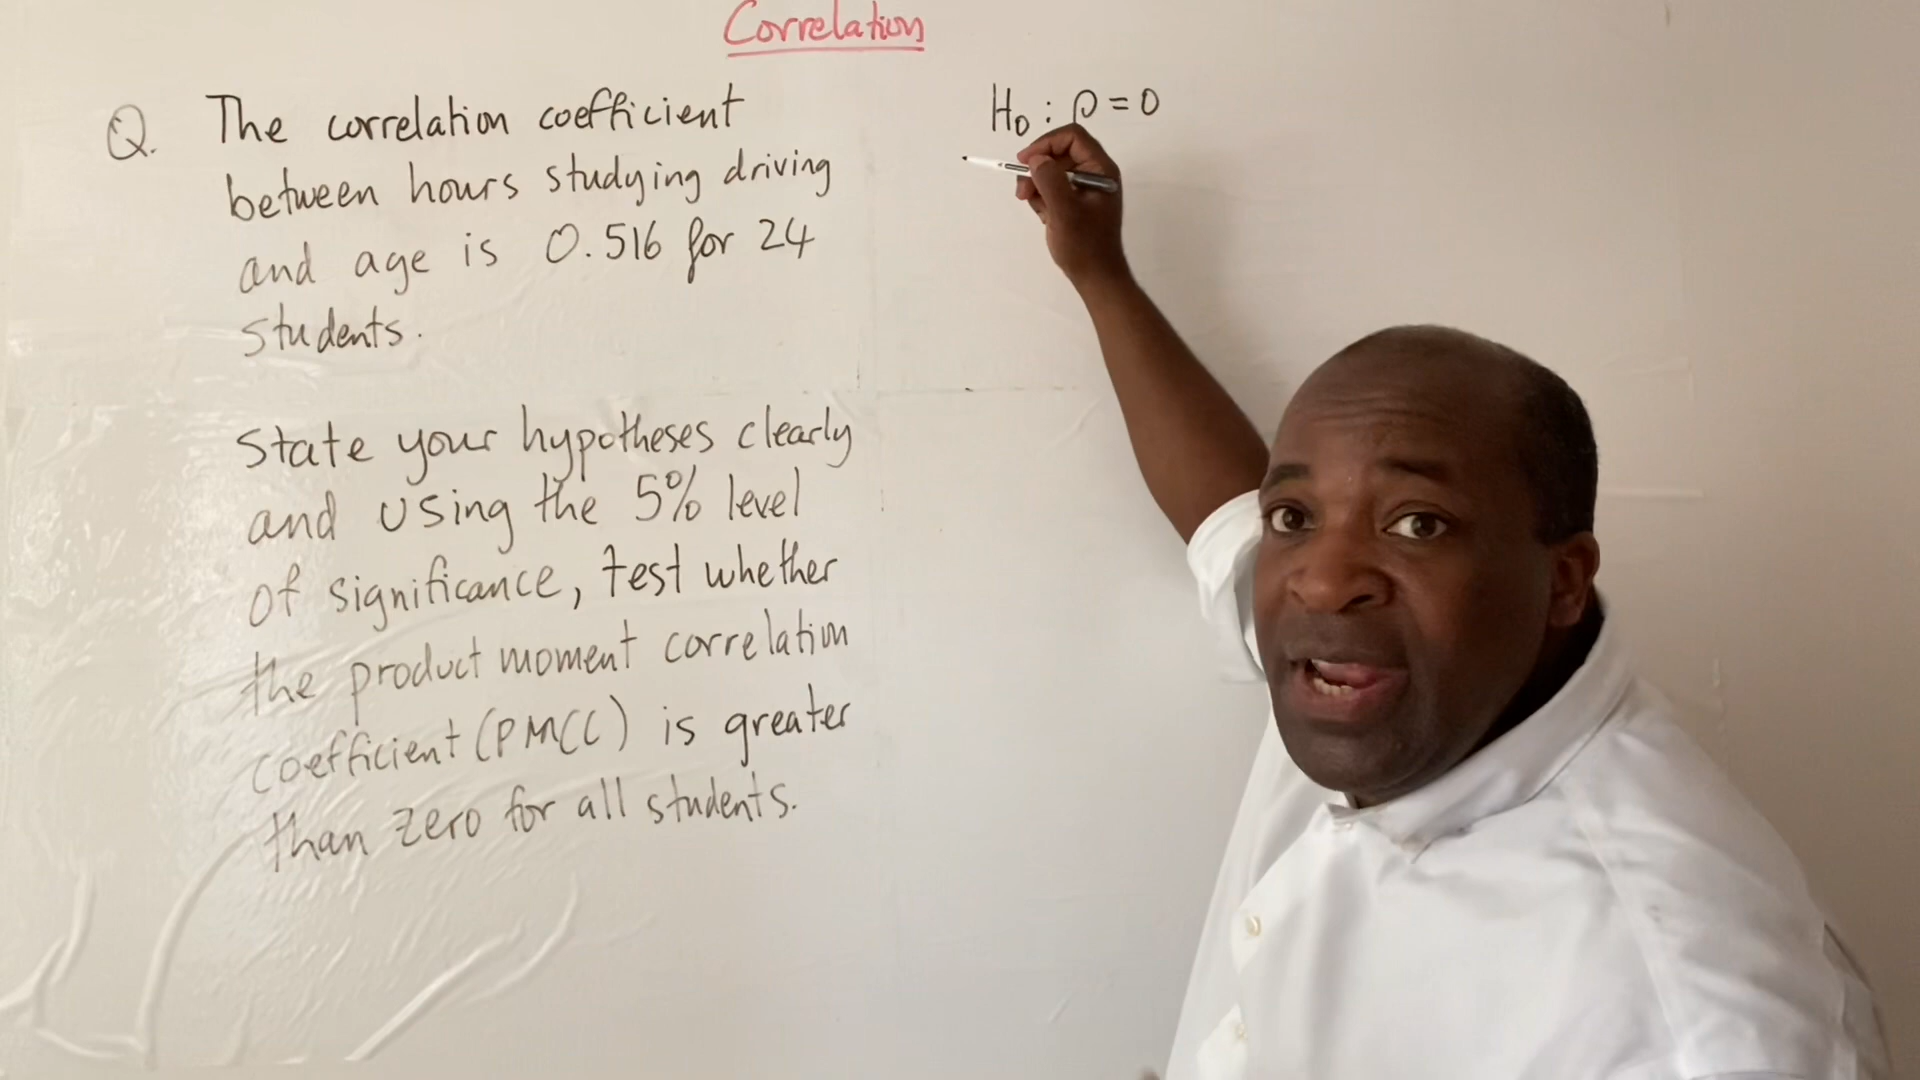 Correlation
Q. The correlation coefficient
between hours studying driving
and age is 0.516 for 24
students.
State your hypotheses clearly
and using the 5% level
of significance, test whether
the product moment correlation
coefficient (PMCC) is greater
than zero for all students.
H₀ : ρ = 0